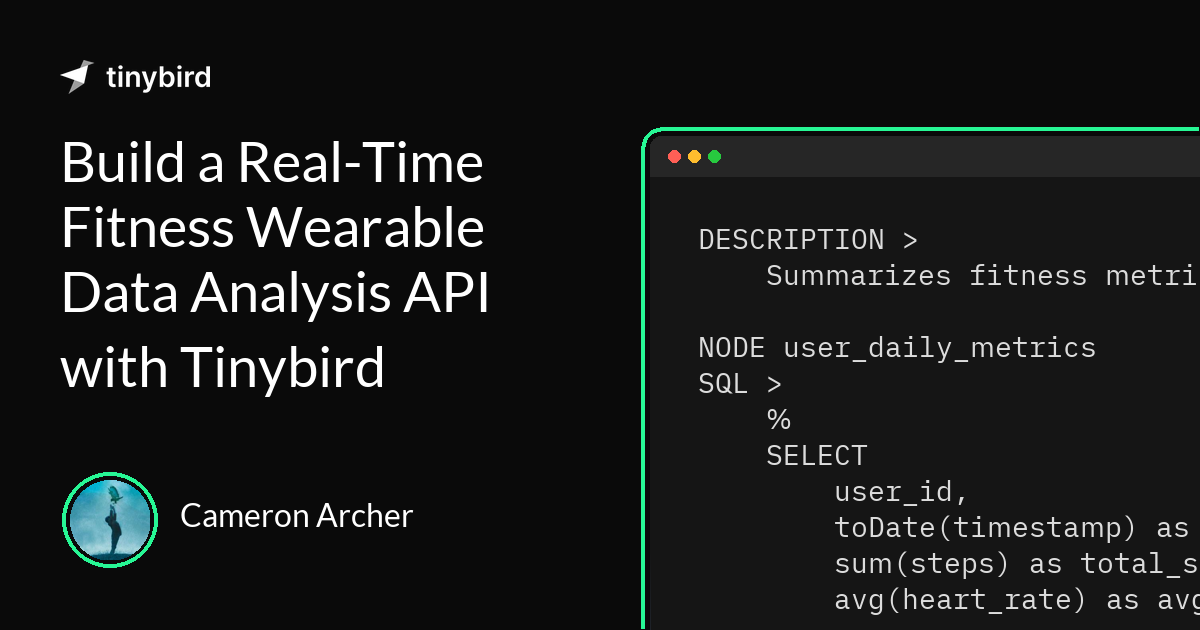 tinybird
Build a Real-Time
Fitness Wearable
Data Analysis API
with Tinybird
Cameron Archer
DESCRIPTION >
Summarizes fitness metri
NODE user_daily_metrics
SQL >
%
SELECT
user_id,
toDate(timestamp) as
sum(steps) as total_s
avg(heart_rate) as avg